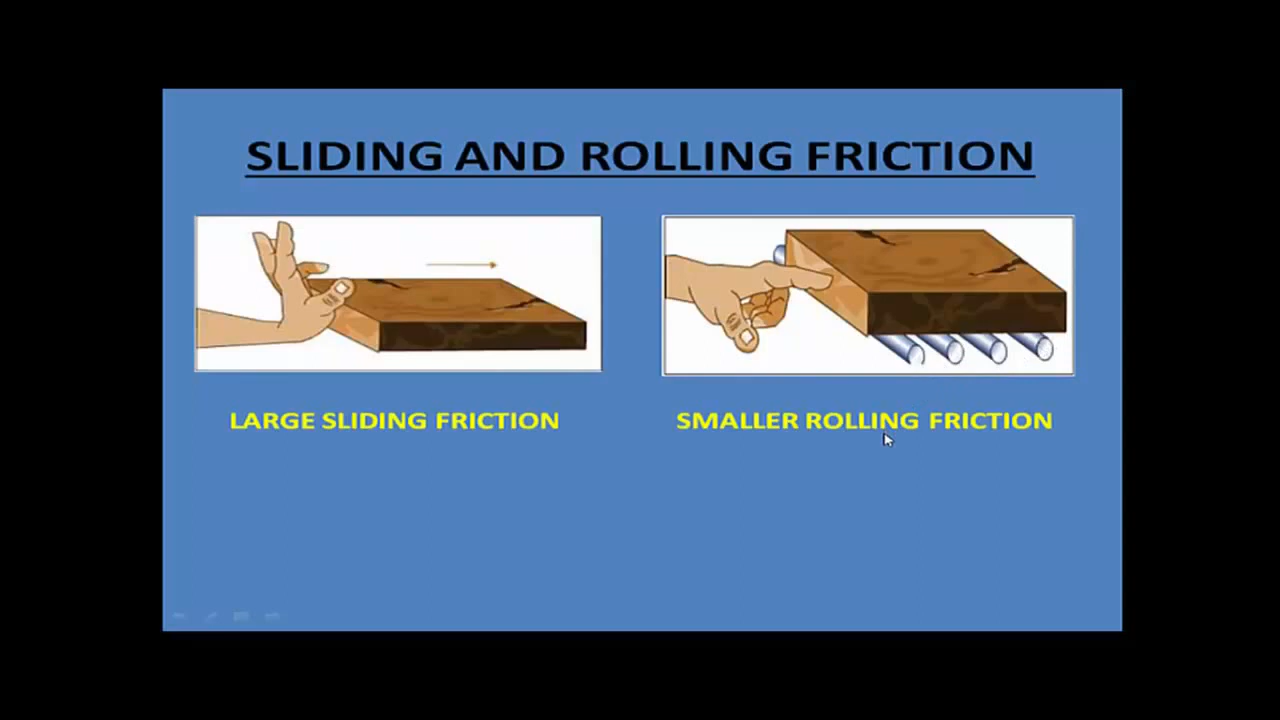 SLIDING AND ROLLING FRICTION
LARGE SLIDING FRICTION
SMALLER ROLLING FRICTION